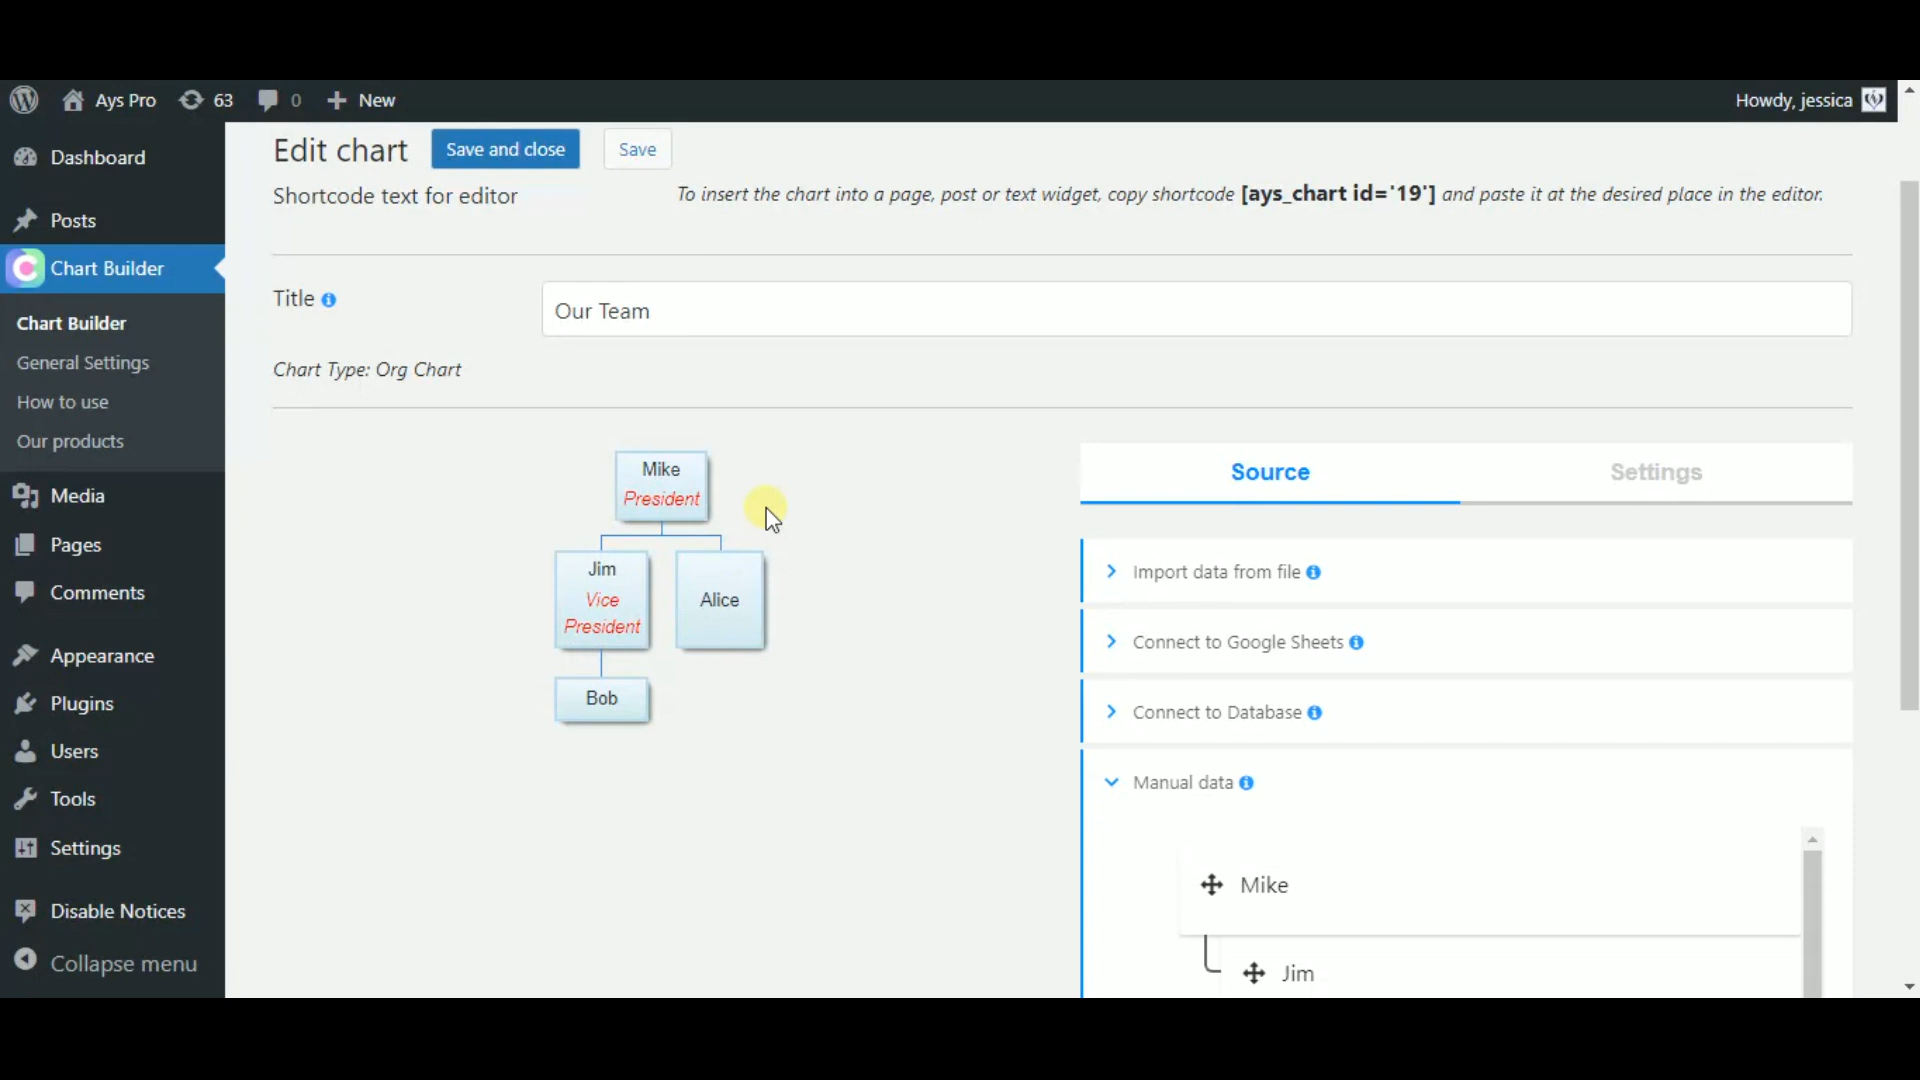 Ays Pro
63
0
New
Howdy, jessica
Dashboard
Posts
Chart Builder
Chart Builder
General Settings
How to use
Our products
Media
Pages
Comments
Appearance
Plugins
Users
Tools
Settings
Disable Notices
Collapse menu
Edit chart
Save and close
Save
Shortcode text for editor
To insert the chart into a page, post or text widget, copy shortcode [ays_chart id='19'] and paste it at the desired place in the editor.
Title
Our Team
Chart Type: Org Chart
Mike
President
Jim
Vice
President
Alice
Bob
Source
Settings
Import data from file
Connect to Google Sheets
Connect to Database
Manual data
Mike
Jim